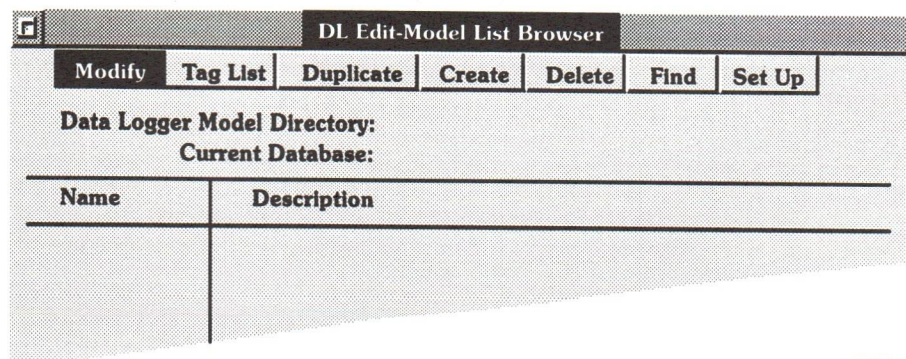 DL Edit-Model List Browser
Modify Tag List Duplicate Create Delete Find Set Up
Data Logger Model Directory:
Current Database:
Name Description